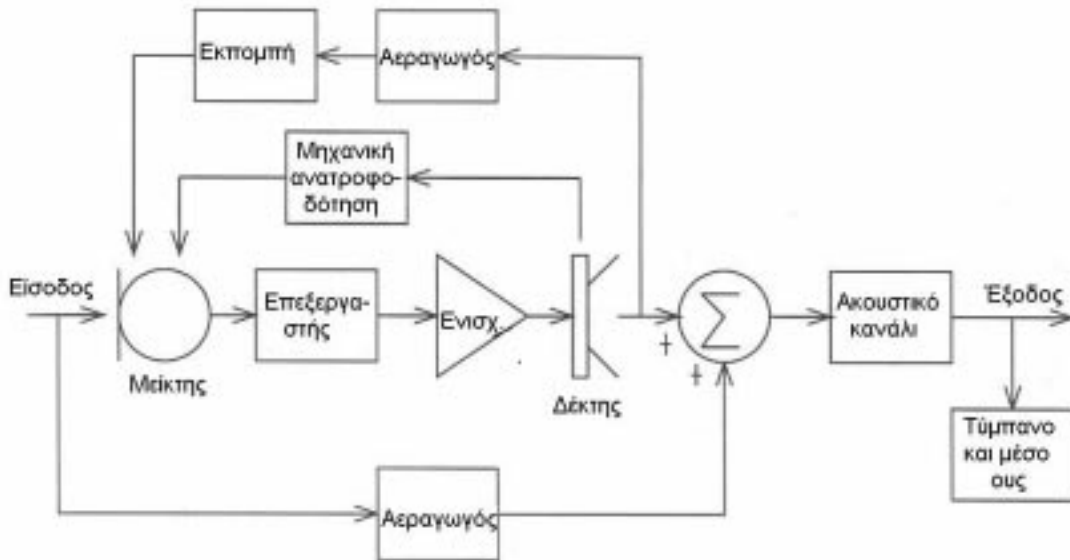 Εκπομπή
Αεραγωγός
Μηχανική
ανατροφο-
δότηση
Είσοδος
Επεξεργα-
στής
Ενισχ.
Σ
Ακουστικό
κανάλι
Έξοδος
Μείκτης
Δέκτης
+
+
Τύμπανο
και μέσο
ους
Αεραγωγός